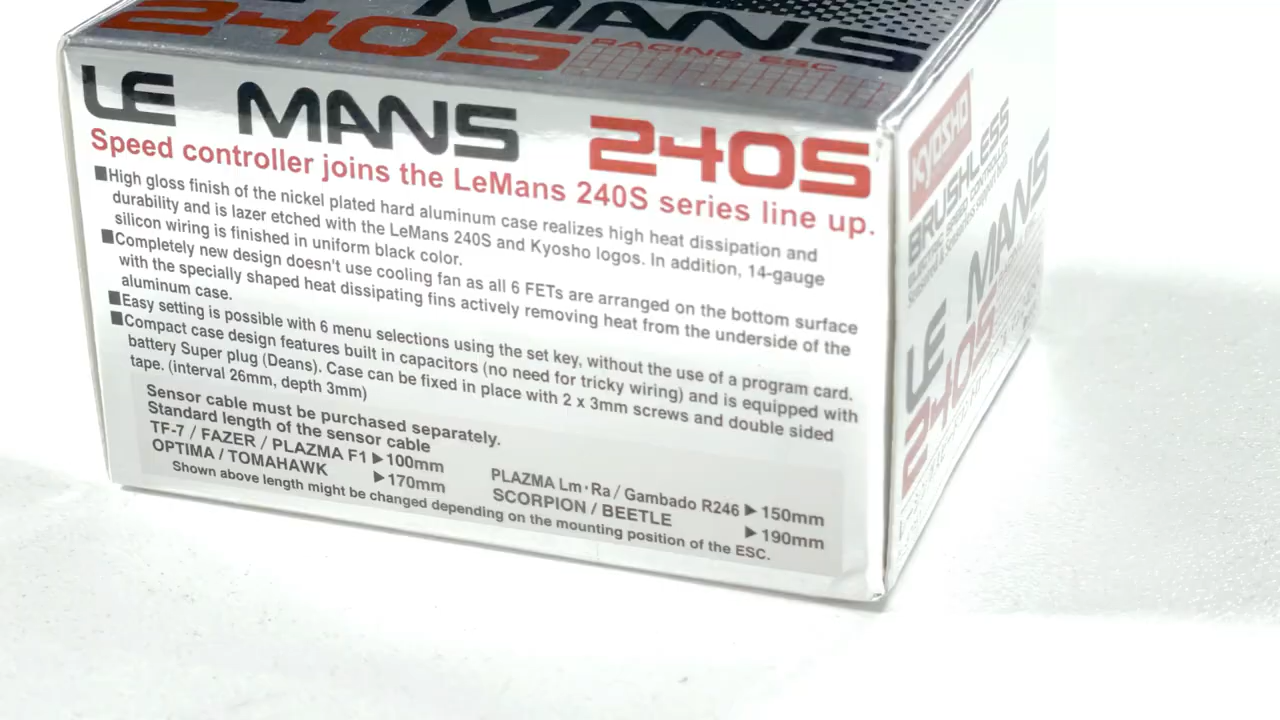 LE MANS
240S RACING ESC
LE MANS 240S
Speed controller joins the LeMans 240S series line up.
■High gloss finish of the nickel plated hard aluminum case realizes high heat dissipation and
durability and is lazer etched with the LeMans 240S and Kyosho logos. In addition, 14-gauge
silicon wiring is finished in uniform black color.
■Completely new design doesn't use cooling fan as all 6 FETs are arranged on the bottom surface
with the specially shaped heat dissipating fins actively removing heat from the underside of the
aluminum case.
■Easy setting is possible with 6 menu selections using the set key, without the use of a program card.
■Compact case design features built in capacitors (no need for tricky wiring) and is equipped with
battery Super plug (Deans). Case can be fixed in place with 2 x 3mm screws and double sided
tape. (interval 26mm, depth 3mm)
Sensor cable must be purchased separately.
Standard length of the sensor cable
TF-7 / FAZER / PLAZMA F1 ▶100mm
OPTIMA / TOMAHAWK ▶170mm
PLAZMA Lm・Ra / Gambado R246 ▶150mm
SCORPION / BEETLE ▶190mm
Shown above length might be changed depending on the mounting position of the ESC.
KYOSHO
BRUSHLESS
ELECTRIC SPEED CONTROLLER
LE MANS
240S